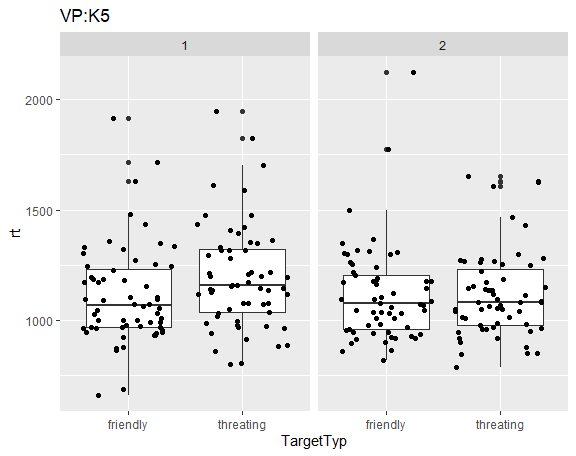 VP:K5
1 2
2000
1500
1000
rt
friendly threating friendly threating
TargetTyp